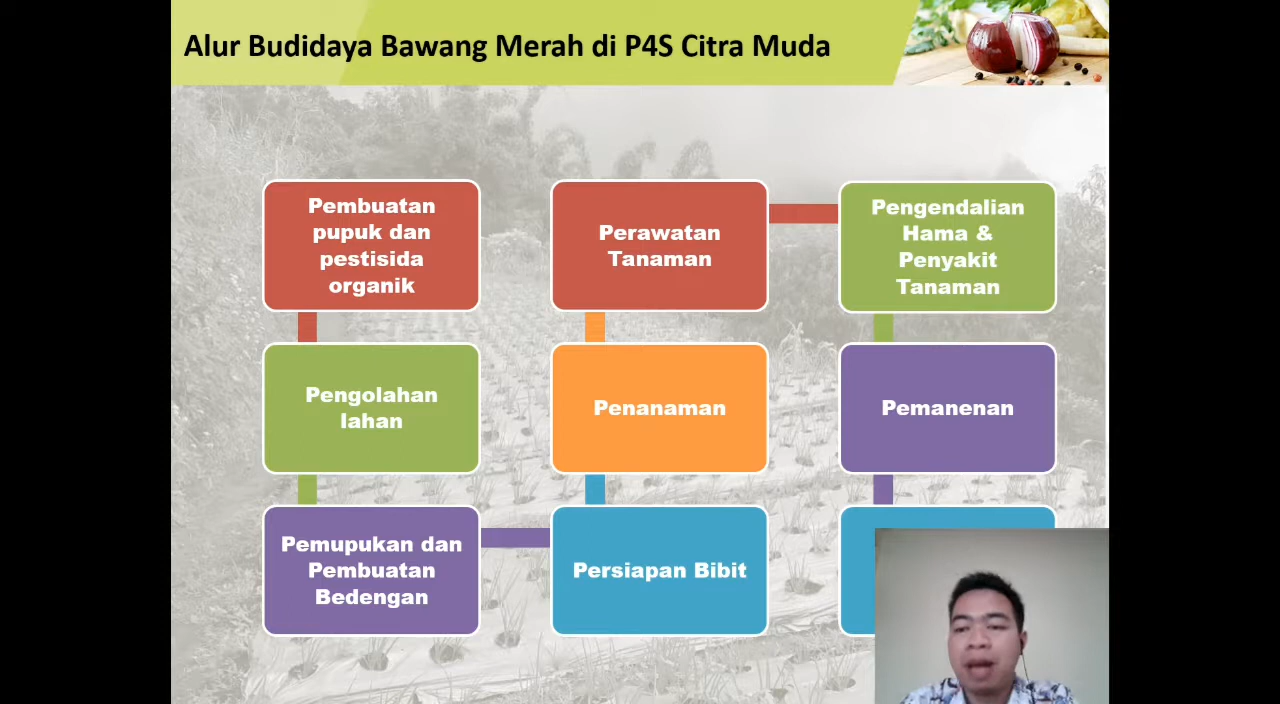 Alur Budidaya Bawang Merah di P4S Citra Muda
Pembuatan
pupuk dan
pestisida
organik
Pengolahan
lahan
Pemupukan dan
Pembuatan
Bedengan
Persiapan Bibit
Penanaman
Perawatan
Tanaman
Pengendalian
Hama &
Penyakit
Tanaman
Pemanenan